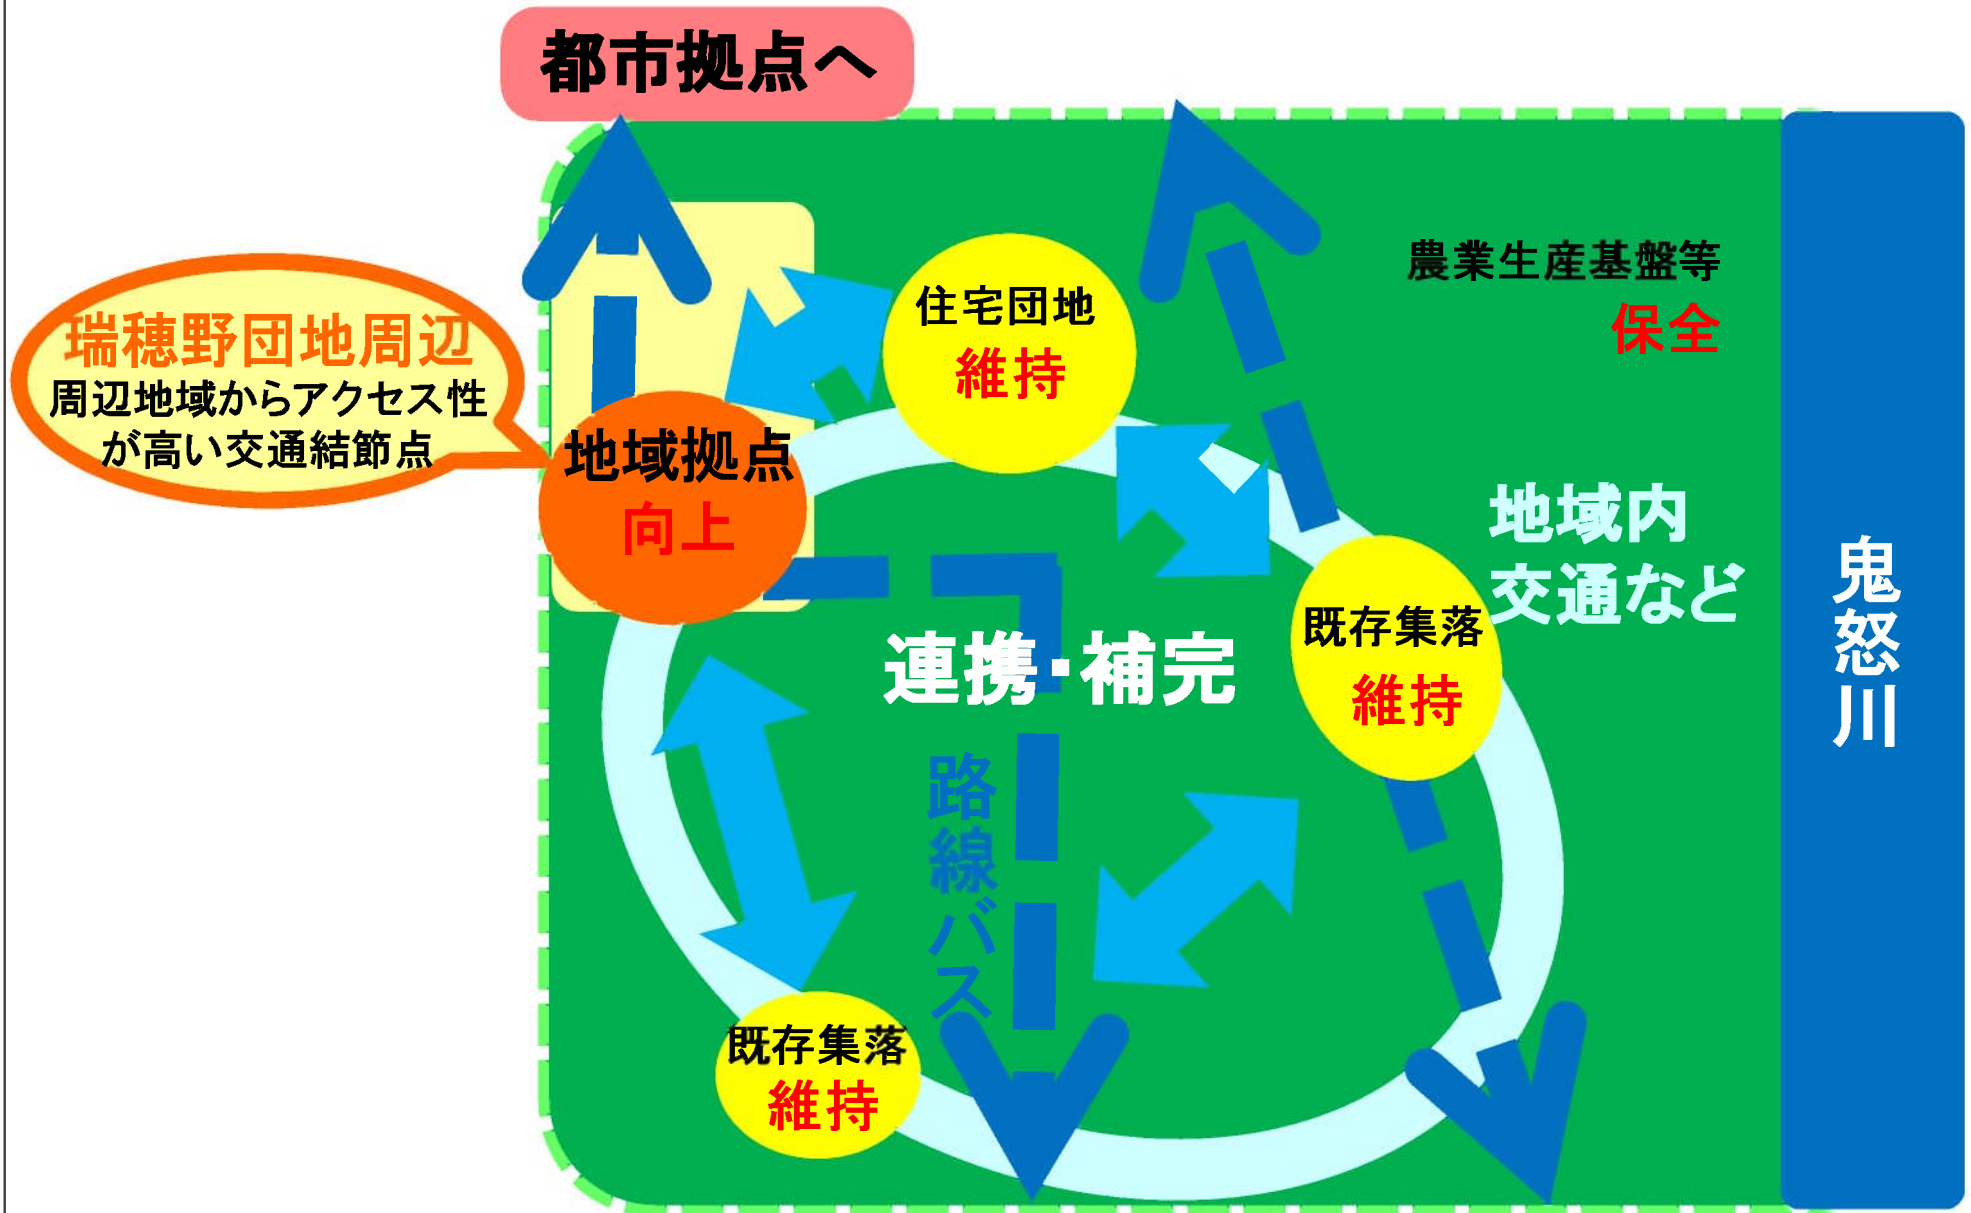 都市拠点へ
瑞穂野団地周辺
周辺地域からアクセス性
が高い交通結節点
地域拠点
向上
住宅団地
維持
農業生産基盤等
保全
地域内
交通など
既存集落
維持
連携・補完
路線バス
既存集落
維持
鬼怒川